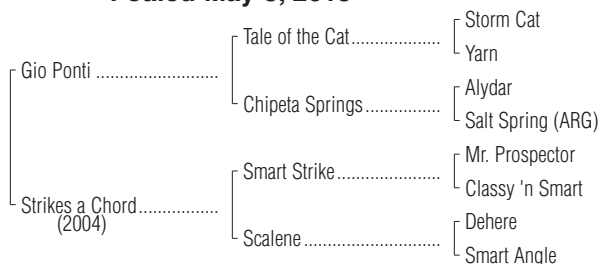 Storm Cat
Tale of the Cat
Yarn
Gio Ponti
Alydar
Chipeta Springs
Salt Spring (ARG)
Mr. Prospector
Smart Strike
Classy 'n Smart
Strikes a Chord
(2004)
Dehere
Scalene
Smart Angle